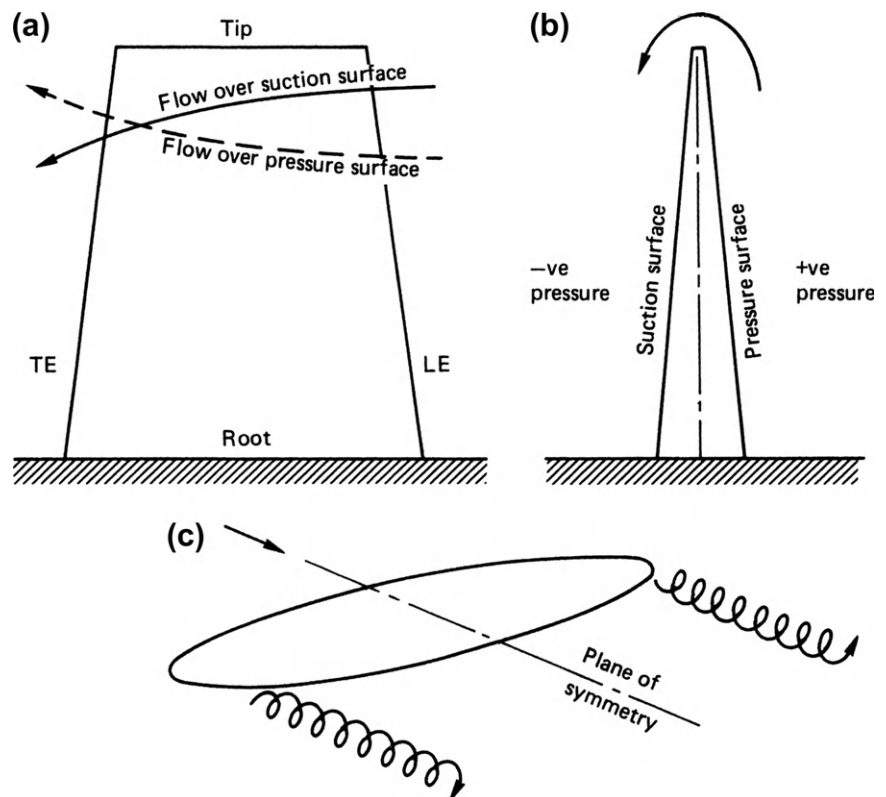 (a)
Tip
Flow over suction surface
Flow over pressure surface
TE
LE
Root
(b)
Suction surface
Pressure surface
–ve
pressure
+ve
pressure
(c)
Plane of
symmetry